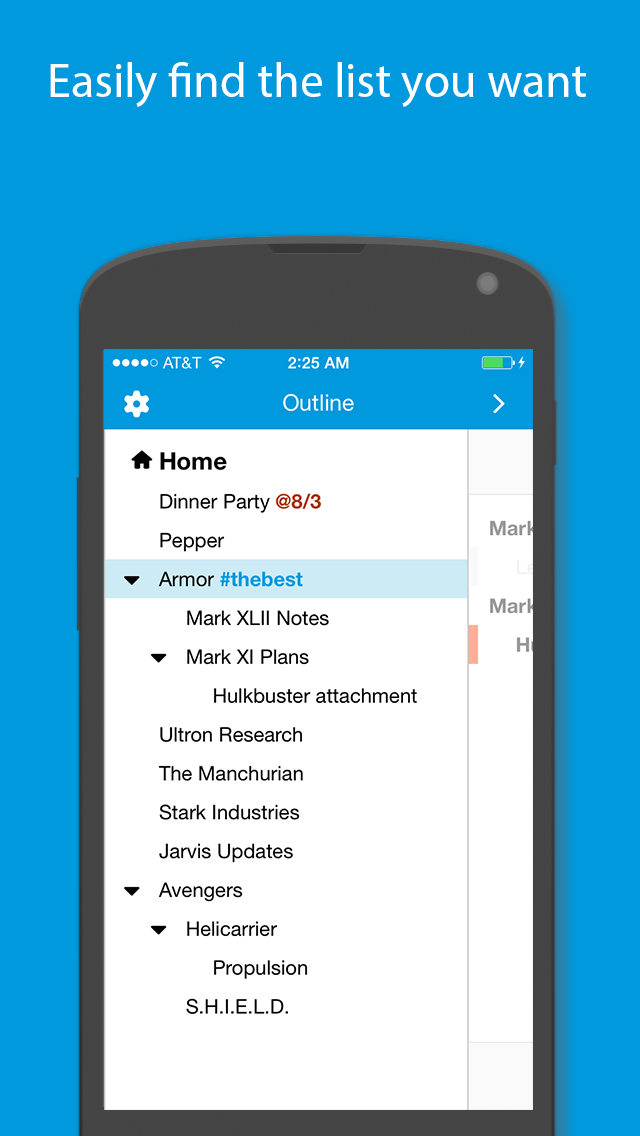 Easily find the list you want
AT&T 2:25 AM
Outline
Home
Dinner Party @8/3
Pepper
Armor #thebest
Mark XLII Notes
Mark XI Plans
Hulkbuster attachment
Ultron Research
The Manchurian
Stark Industries
Jarvis Updates
Avengers
Helicarrier
Propulsion
S.H.I.E.L.D.
Mark
Mark